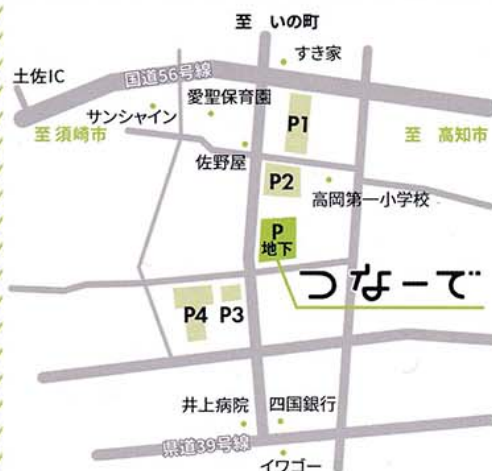 至　いの町
すき家
国道56号線
土佐IC
愛聖保育園
サンシャイン
P1
至 須崎市
至　高知市
佐野屋
P2
高岡第一小学校
P
地下
つなーで
P4
P3
井上病院
四国銀行
県道39号線
イワゴー